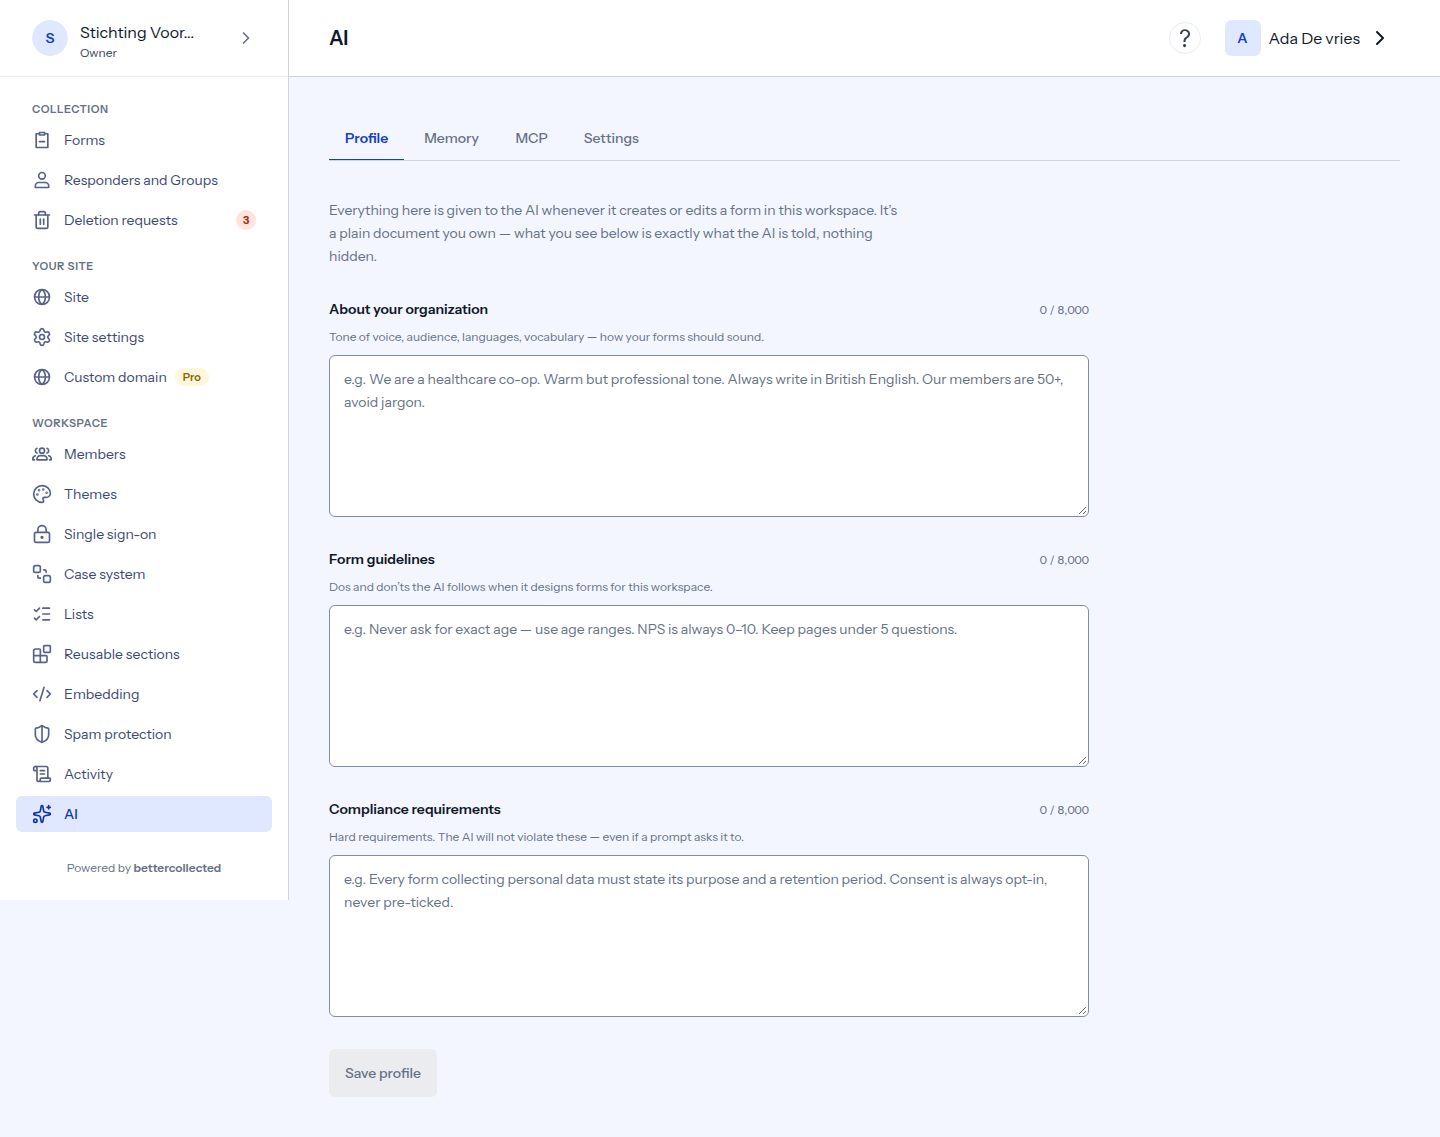 S
Stichting Voor...
Owner
AI
?
A
Ada De vries
COLLECTION
Forms
Responders and Groups
Deletion requests
3
YOUR SITE
Site
Site settings
Custom domain
Pro
WORKSPACE
Members
Themes
Single sign-on
Case system
Lists
Reusable sections
Embedding
Spam protection
Activity
AI
Powered by bettercollected
Profile
Memory
MCP
Settings
Everything here is given to the AI whenever it creates or edits a form in this workspace. It's
a plain document you own — what you see below is exactly what the AI is told, nothing
hidden.
About your organization
0 / 8,000
Tone of voice, audience, languages, vocabulary — how your forms should sound.
e.g. We are a healthcare co-op. Warm but professional tone. Always write in British English. Our members are 50+,
avoid jargon.
Form guidelines
0 / 8,000
Dos and don'ts the AI follows when it designs forms for this workspace.
e.g. Never ask for exact age — use age ranges. NPS is always 0–10. Keep pages under 5 questions.
Compliance requirements
0 / 8,000
Hard requirements. The AI will not violate these — even if a prompt asks it to.
e.g. Every form collecting personal data must state its purpose and a retention period. Consent is always opt-in,
never pre-ticked.
Save profile